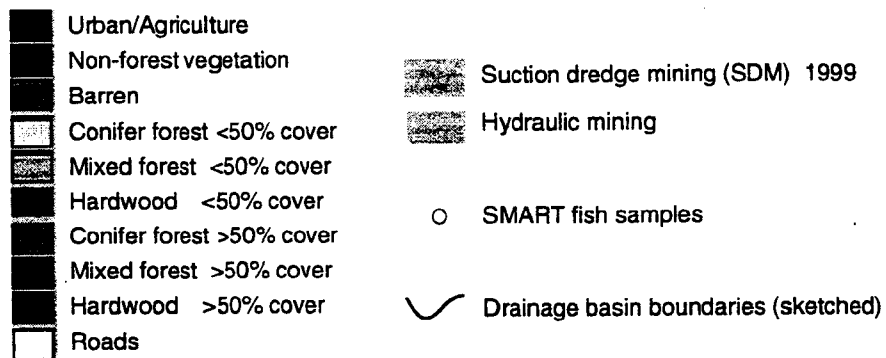 Urban/Agriculture
Non-forest vegetation
Barren
Conifer forest <50% cover
Mixed forest <50% cover
Hardwood <50% cover
Conifer forest >50% cover
Mixed forest >50% cover
Hardwood >50% cover
Roads
Suction dredge mining (SDM) 1999
Hydraulic mining
SMART fish samples
Drainage basin boundaries (sketched)